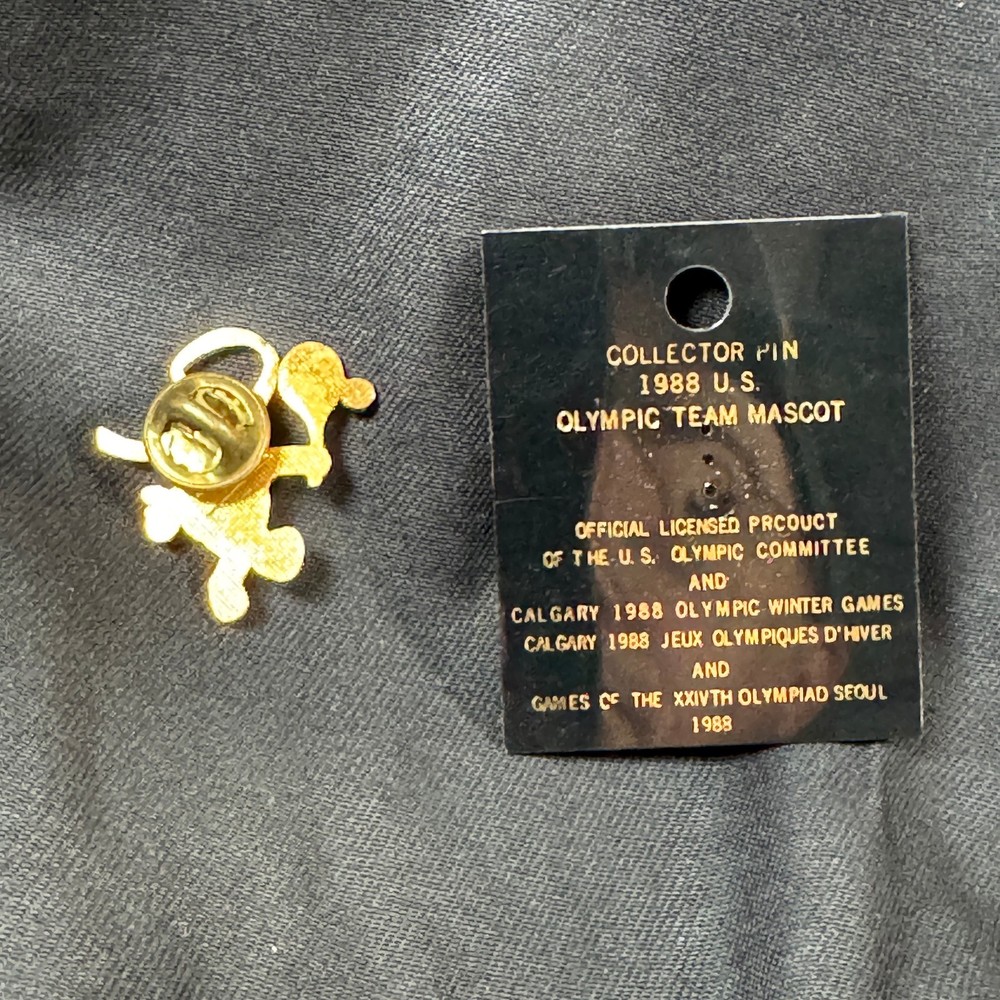 COLLECTOR PIN
1988 U.S.
OLYMPIC TEAM MASCOT
OFFICIAL LICENSED PRCOUCT
OF THE U.S. OLYMPIC COMMITTEE
AND
CALGARY 1988 OLYMPIC WINTER GAMES
CALGARY 1988 JEUX OLYMPIQUES D'HIVER
AND
GAMES OF THE XXIVTH OLYMPIAD SEOUL
1988